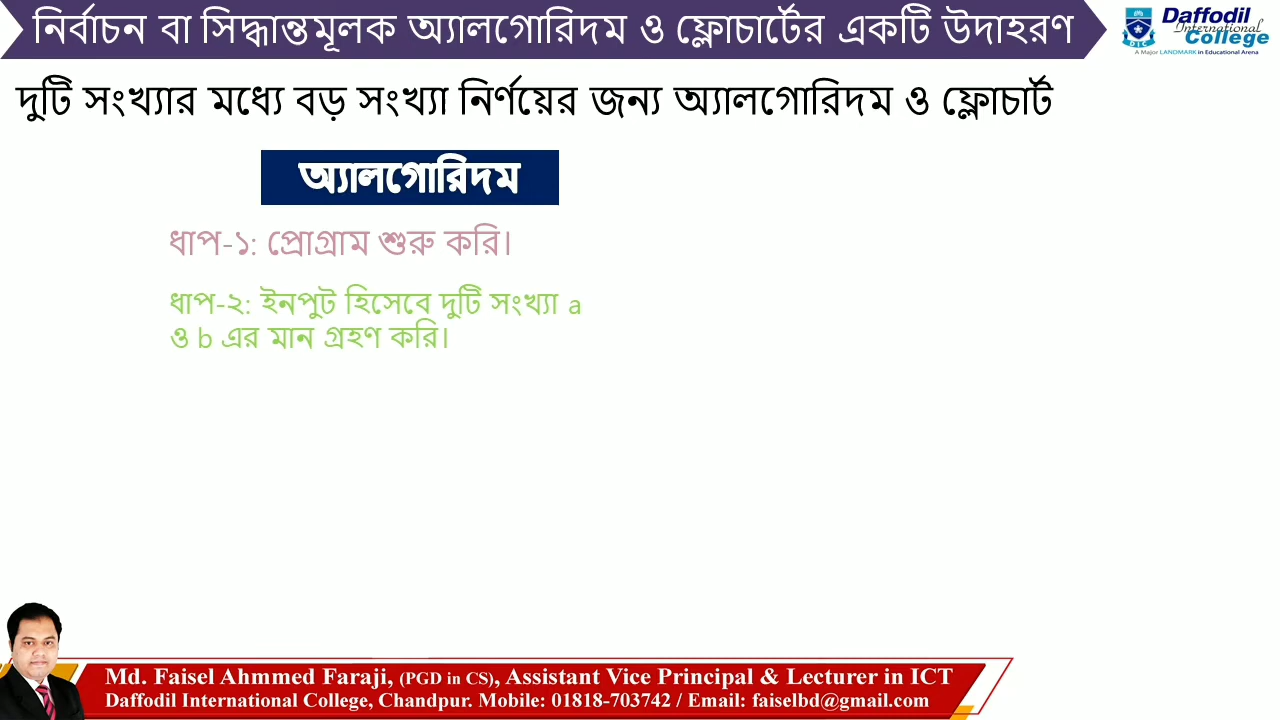 নির্বাচন বা সিদ্ধান্তমূলক অ্যালগোরিদম ও ফ্লোচার্টের একটি উদাহরণ
Daffodil
International
College
A Major LANDMARK in Educational Arena
দুটি সংখ্যার মধ্যে বড় সংখ্যা নির্ণয়ের জন্য অ্যালগোরিদম ও ফ্লোচার্ট
অ্যালগোরিদম
ধাপ-১: প্রোগ্রাম শুরু করি।
ধাপ-২: ইনপুট হিসেবে দুটি সংখ্যা a
ও b এর মান গ্রহণ করি।
Md. Faisel Ahmmed Faraji, (PGD in CS), Assistant Vice Principal & Lecturer in ICT
Daffodil International College, Chandpur. Mobile: 01818-703742 / Email: faiselbd@gmail.com